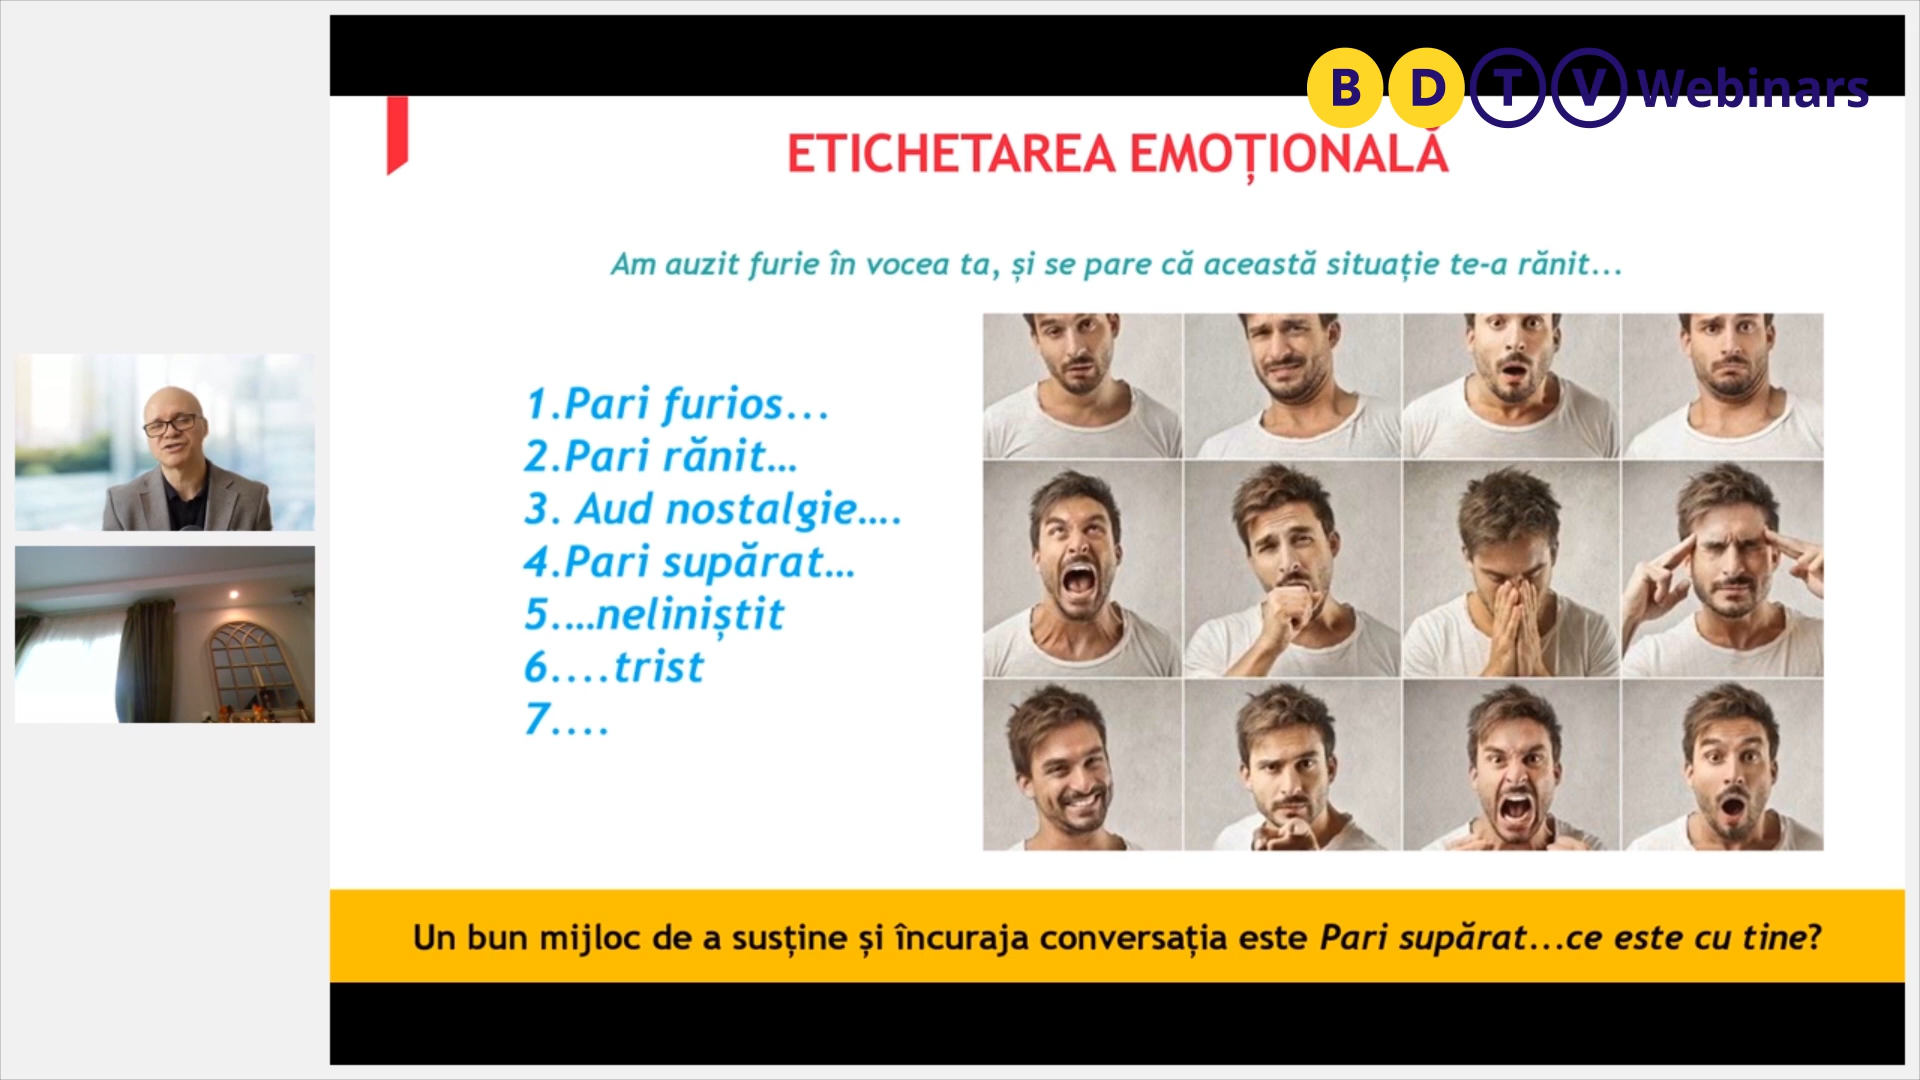 B D T V Webinars
ETICHETAREA EMOȚIONALĂ
Am auzit furie în vocea ta, și se pare că această situație te-a rănit...
1.Pari furios...
2.Pari rănit…
3. Aud nostalgie….
4.Pari supărat…
5.…neliniștit
6....trist
7....
Un bun mijloc de a susține și încuraja conversația este Pari supărat...ce este cu tine?